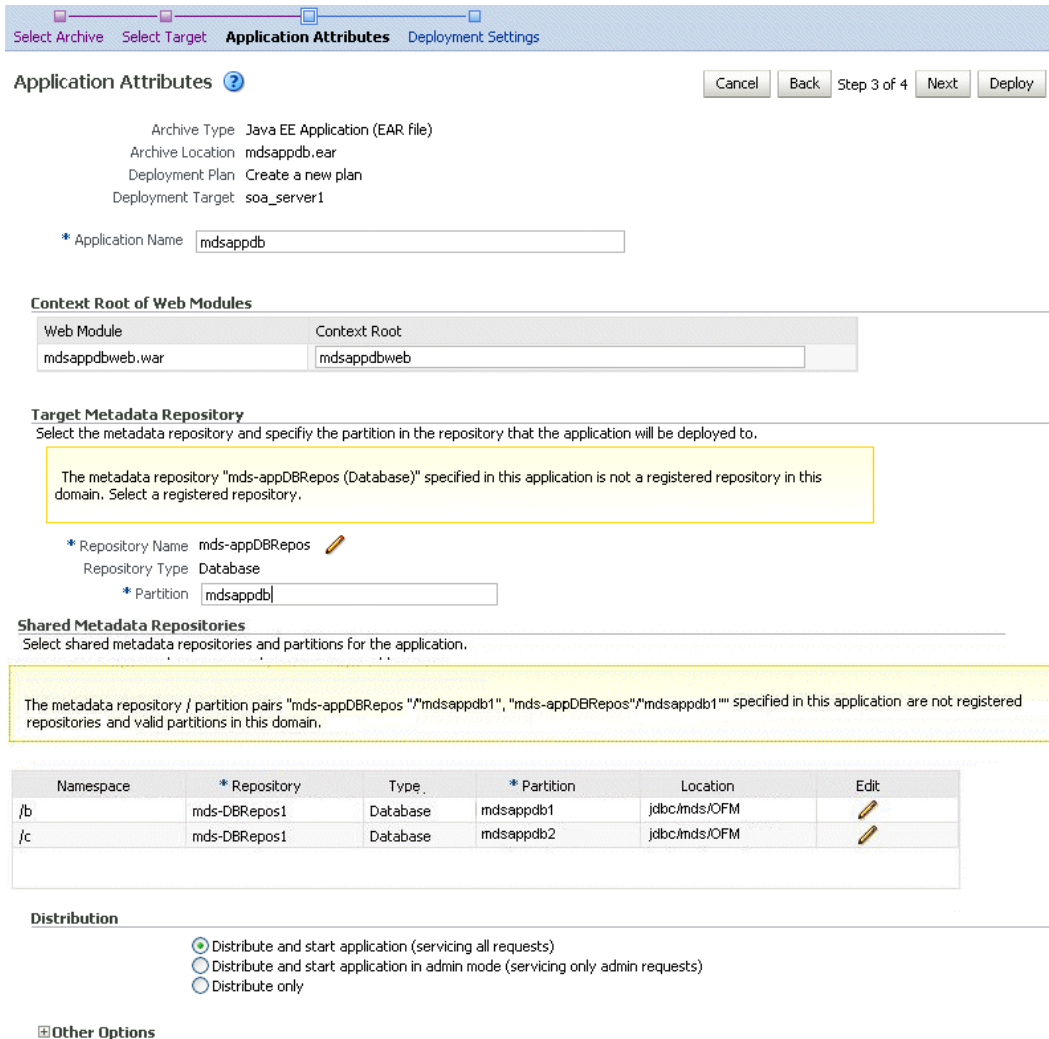 Select Archive Select Target Application Attributes Deployment Settings
Application Attributes ?
Cancel Back Step 3 of 4 Next Deploy
Archive Type Java EE Application (EAR file)
Archive Location mdsappdb.ear
Deployment Plan Create a new plan
Deployment Target soa_server1
* Application Name mdsappdb
Context Root of Web Modules
Web Module Context Root
mdsappdbweb.war mdsappdbweb
Target Metadata Repository
Select the metadata repository and specifiy the partition in the repository that the application will be deployed to.
The metadata repository "mds-appDBRepos (Database)" specified in this application is not a registered repository in this
domain. Select a registered repository.
* Repository Name mds-appDBRepos
Repository Type Database
* Partition mdsappdb
Shared Metadata Repositories
Select shared metadata repositories and partitions for the application.
The metadata repository / partition pairs "mds-appDBRepos "/"mdsappdb1", "mds-appDBRepos"/"mdsappdb1"" specified in this application are not registered
repositories and valid partitions in this domain.
Namespace * Repository Type * Partition Location Edit
/b mds-DBRepos1 Database mdsappdb1 jdbc/mds/OFM
/c mds-DBRepos1 Database mdsappdb2 jdbc/mds/OFM
Distribution
Distribute and start application (servicing all requests)
Distribute and start application in admin mode (servicing only admin requests)
Distribute only
Other Options